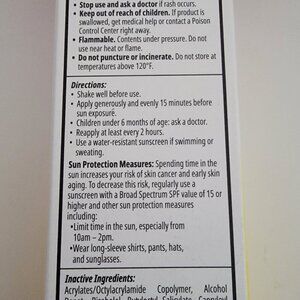 • Stop use and ask a doctor if rash occurs.
• Keep out of reach of children. If product is
swallowed, get medical help or contact a Poison
Control Center right away.
• Flammable. Contents under pressure. Do not
use near heat or flame.
• Do not puncture or incinerate. Do not store at
temperatures above 120°F.
Directions:
• Shake well before use.
• Apply generously and evenly 15 minutes before
sun exposure.
• Children under 6 months of age: ask a doctor.
• Reapply at least every 2 hours.
• Use a water-resistant sunscreen if swimming or
sweating.
Sun Protection Measures: Spending time in the
sun increases your risk of skin cancer and early skin
aging. To decrease this risk, regularly use a
sunscreen with a Broad Spectrum SPF value of 15 or
higher and other sun protection measures
including:
•Limit time in the sun, especially from
10am – 2pm.
•Wear long-sleeve shirts, pants, hats,
and sunglasses.
Inactive Ingredients:
Acrylates/Octylacrylamide Copolymer, Alcohol